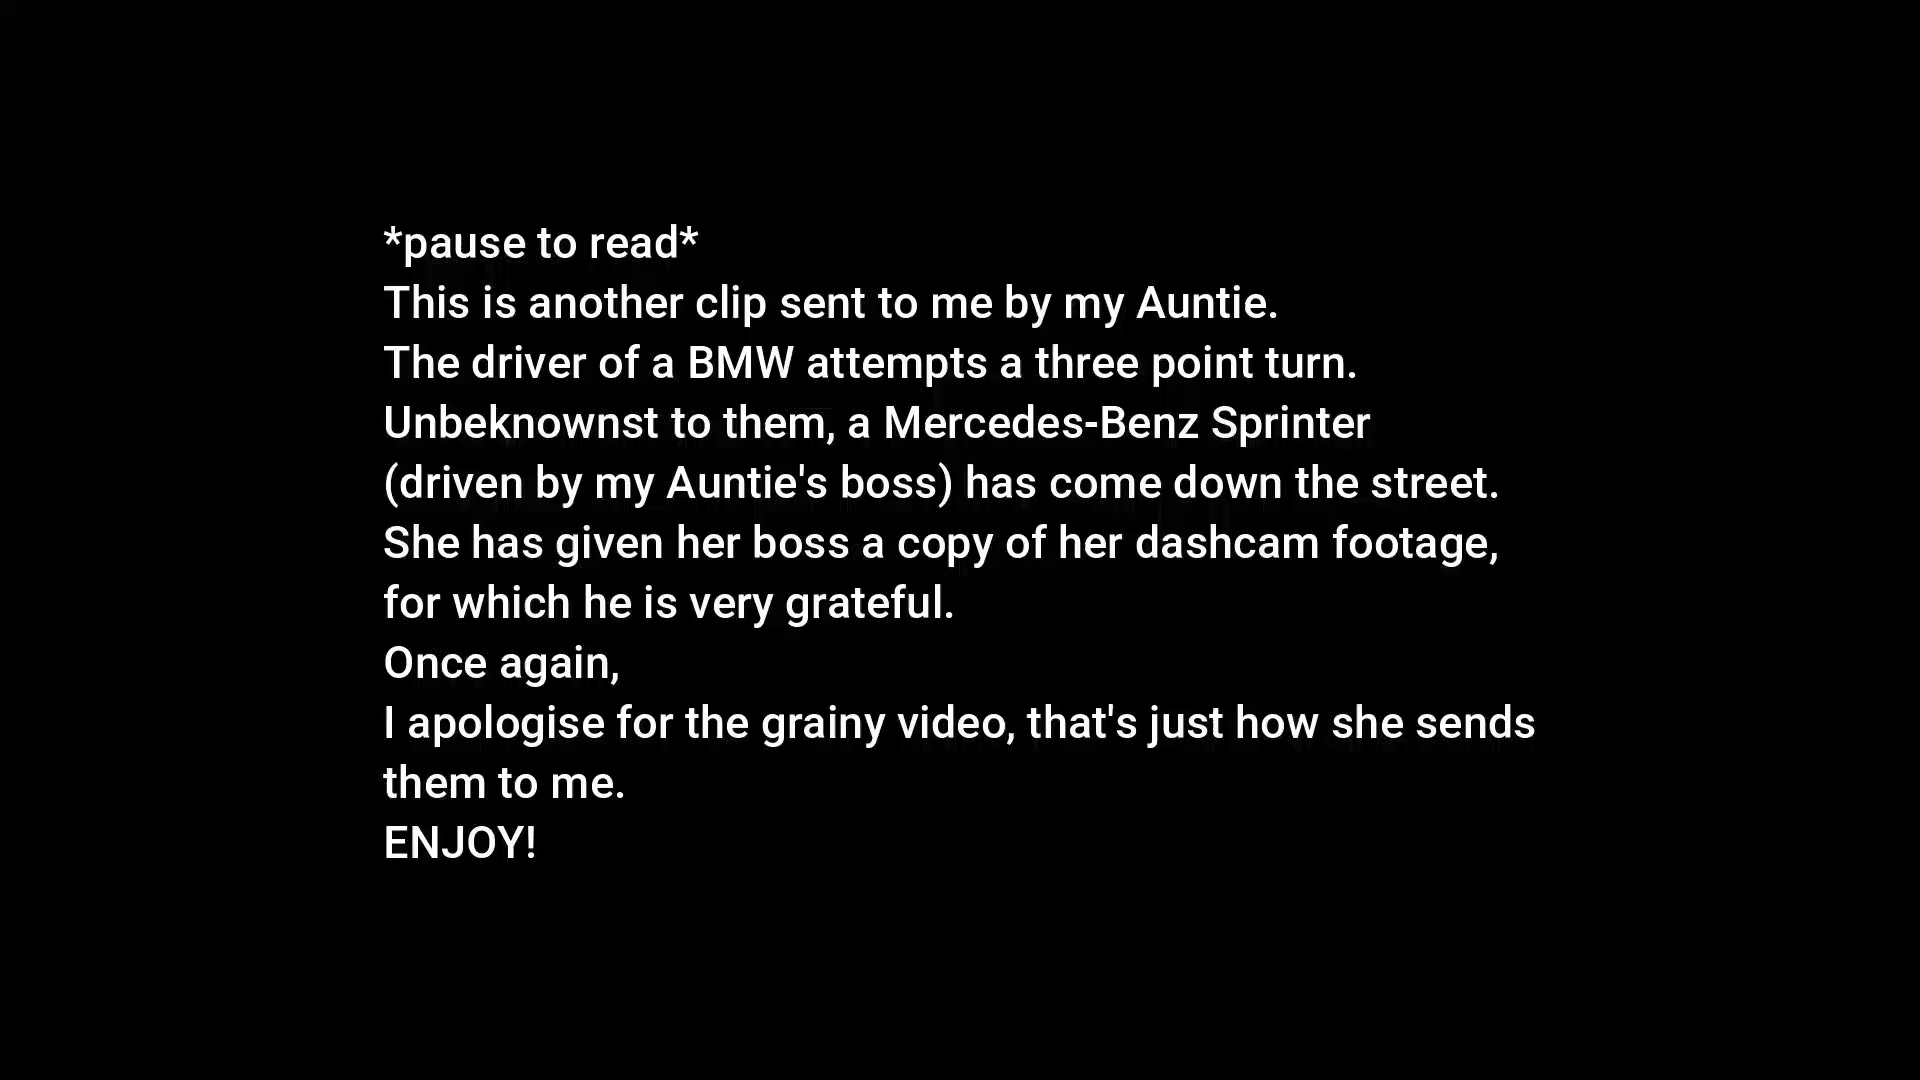 *pause to read*
This is another clip sent to me by my Auntie.
The driver of a BMW attempts a three point turn.
Unbeknownst to them, a Mercedes-Benz Sprinter
(driven by my Auntie's boss) has come down the street.
She has given her boss a copy of her dashcam footage,
for which he is very grateful.
Once again,
I apologise for the grainy video, that's just how she sends
them to me.
ENJOY!